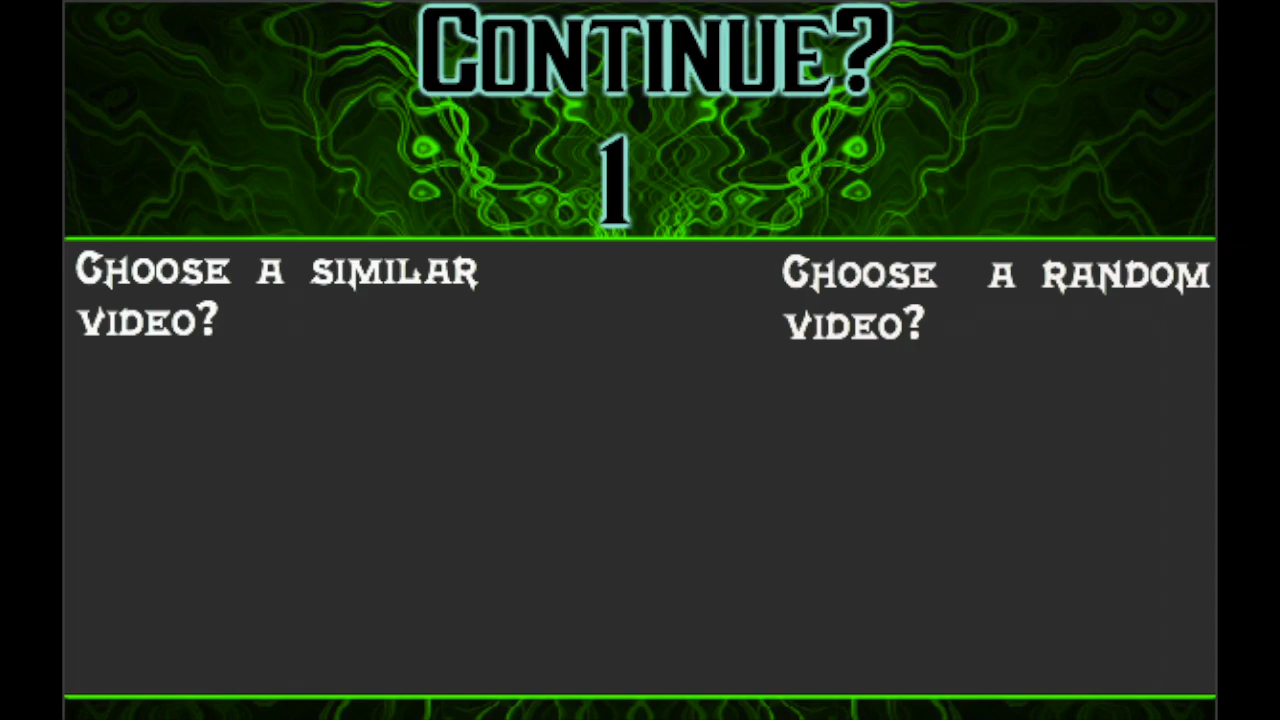 Continue?
1
Choose a similar
video?
Choose a random
video?